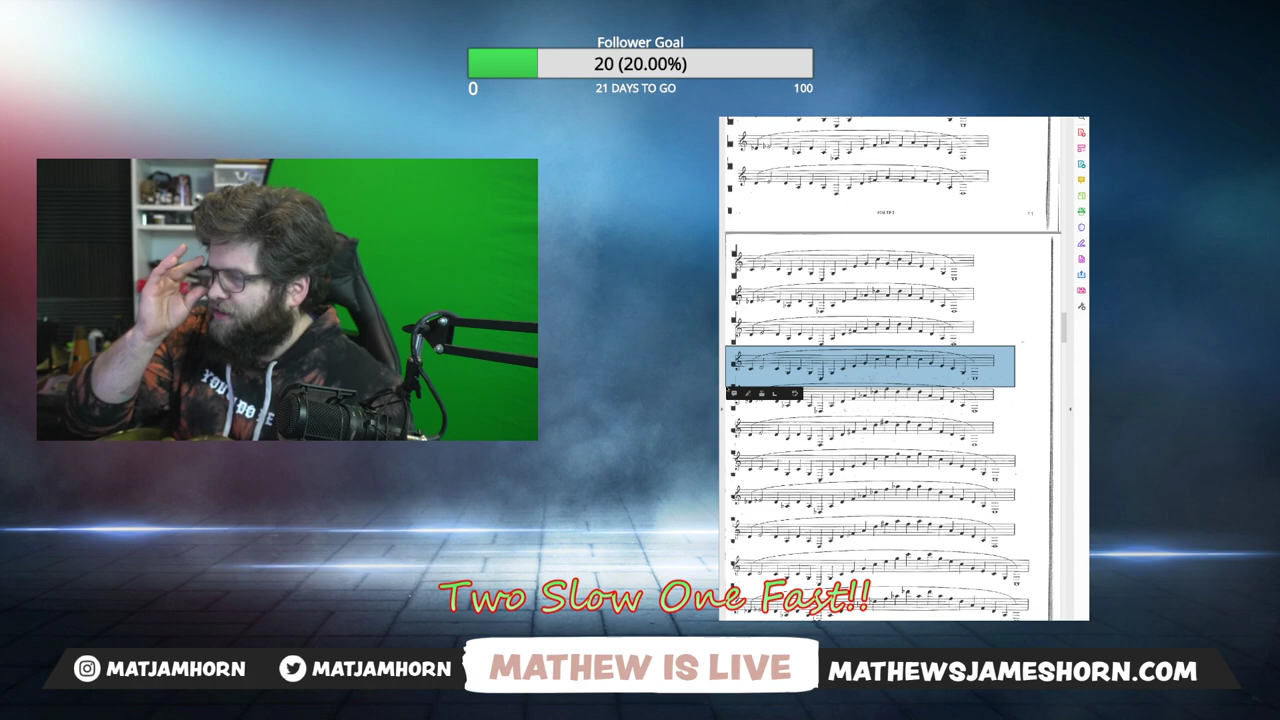 Follower Goal
20 (20.00%)
0
21 DAYS TO GO
100
11
Two Slow One Fast!!
MATJAMHORN
MATJAMHORN
MATHEW IS LIVE
MATHEWSJAMESHORN.COM